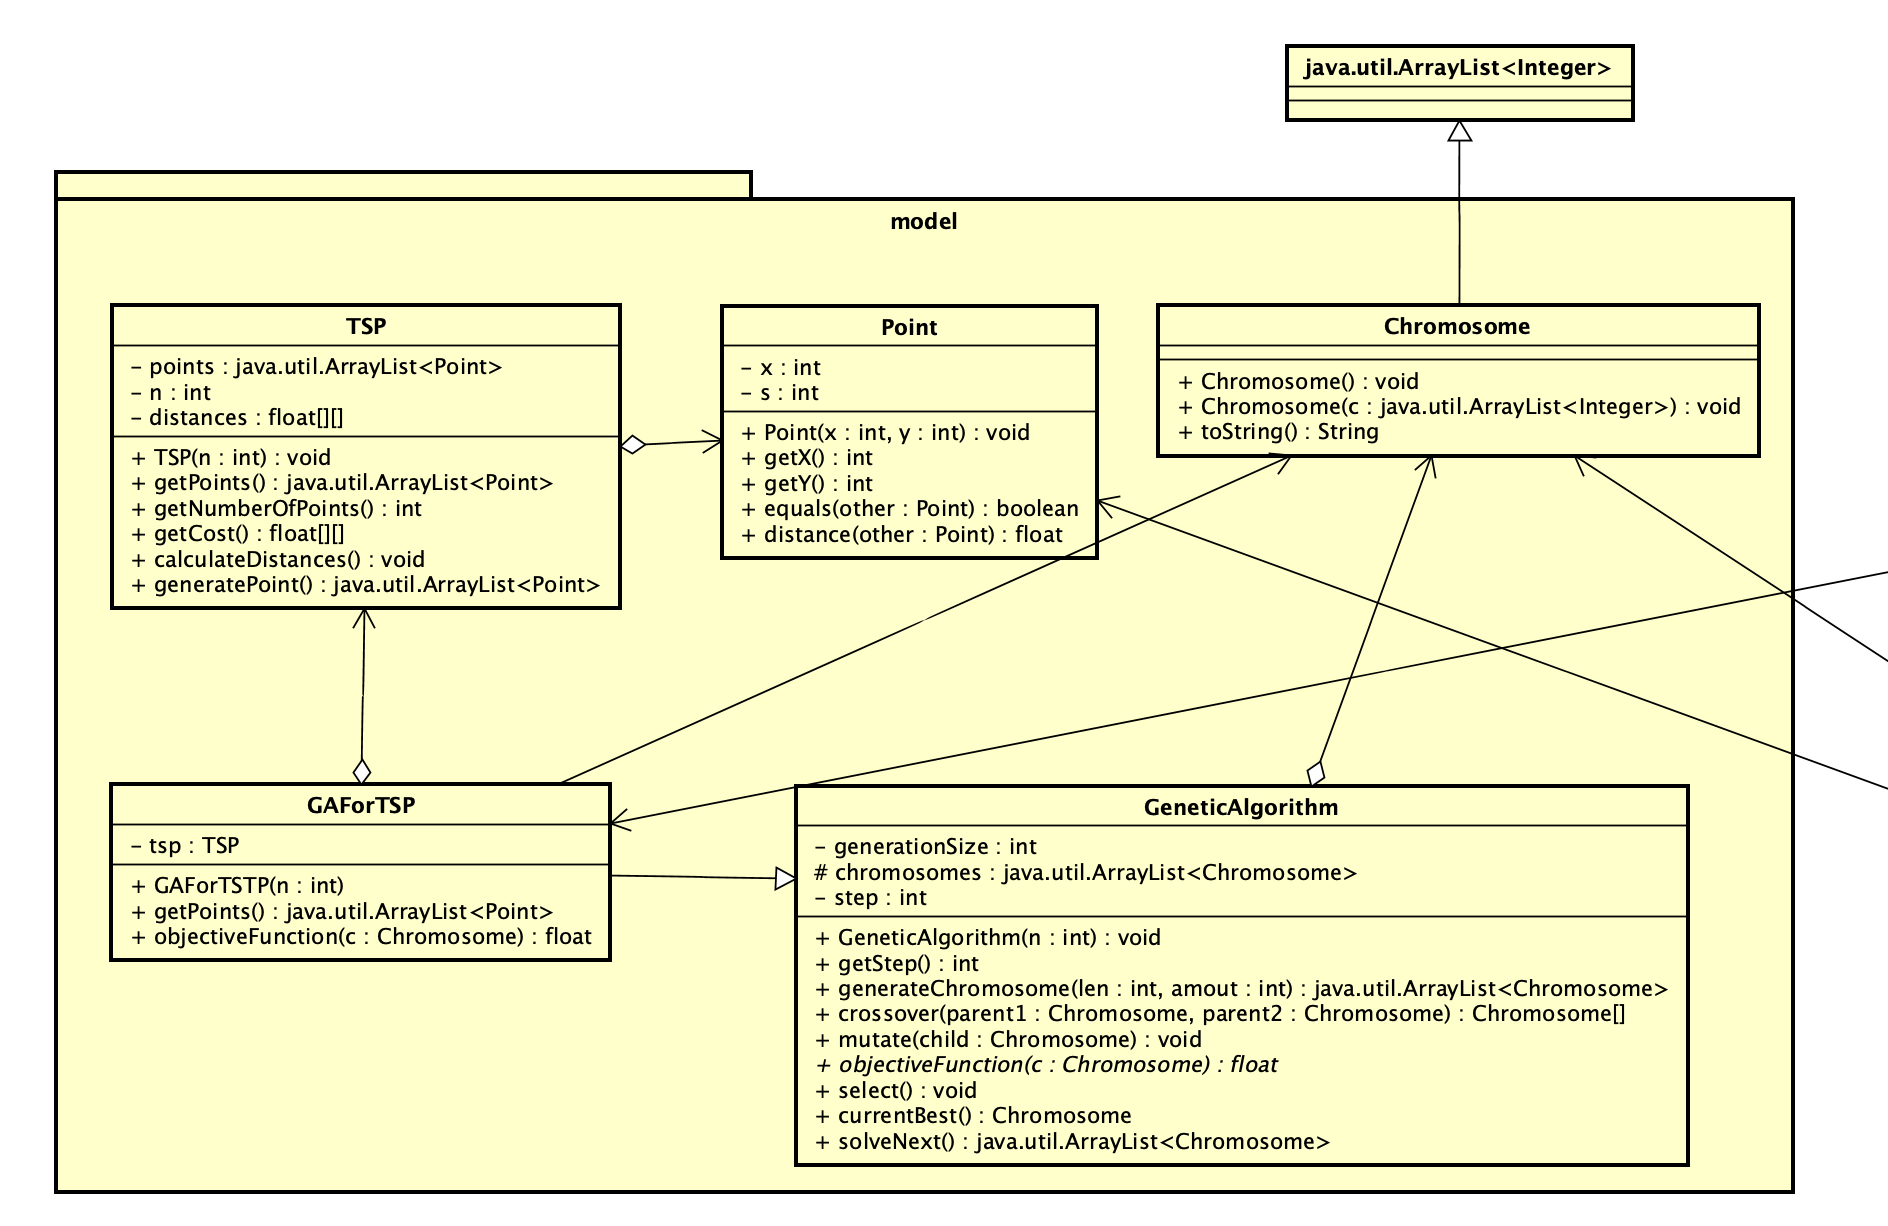 java.util.ArrayList<Integer>
model
TSP
- points : java.util.ArrayList<Point>
- n : int
- distances : float[][]
+ TSP(n : int) : void
+ getPoints() : java.util.ArrayList<Point>
+ getNumberOfPoints() : int
+ getCost() : float[][]
+ calculateDistances() : void
+ generatePoint() : java.util.ArrayList<Point>
Point
- x : int
- s : int
+ Point(x : int, y : int) : void
+ getX() : int
+ getY() : int
+ equals(other : Point) : boolean
+ distance(other : Point) : float
Chromosome
+ Chromosome() : void
+ Chromosome(c : java.util.ArrayList<Integer>) : void
+ toString() : String
GAForTSP
- tsp : TSP
+ GAForTSTP(n : int)
+ getPoints() : java.util.ArrayList<Point>
+ objectiveFunction(c : Chromosome) : float
GeneticAlgorithm
- generationSize : int
# chromosomes : java.util.ArrayList<Chromosome>
- step : int
+ GeneticAlgorithm(n : int) : void
+ getStep() : int
+ generateChromosome(len : int, amout : int) : java.util.ArrayList<Chromosome>
+ crossover(parent1 : Chromosome, parent2 : Chromosome) : Chromosome[]
+ mutate(child : Chromosome) : void
+ objectiveFunction(c : Chromosome) : float
+ select() : void
+ currentBest() : Chromosome
+ solveNext() : java.util.ArrayList<Chromosome>